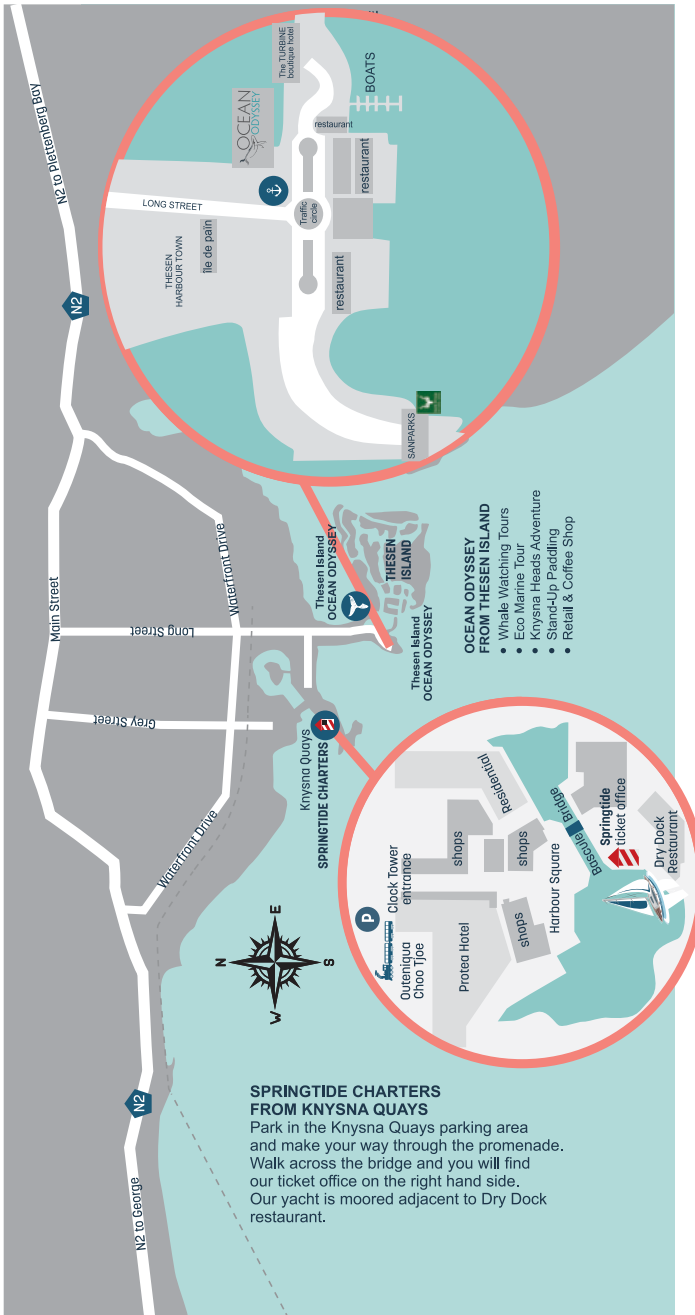 N2 to Plettenberg Bay
N2
Main Street
Waterfront Drive
Long Street
Grey Street
Waterfront Drive
N2
N2 to George
The TURBINE
boutique hotel
OCEAN
ODYSSEY
BOATS
restaurant
restaurant
LONG STREET
Traffic
circle
THESEN
HARBOUR TOWN
île de païn
restaurant
SANPARKS
Thesen Island
OCEAN ODYSSEY
THESEN
ISLAND
Thesen Island
OCEAN ODYSSEY
OCEAN ODYSSEY
FROM THESEN ISLAND
• Whale Watching Tours
• Eco Marine Tour
• Knysna Heads Adventure
• Stand-Up Paddling
• Retail & Coffee Shop
Knysna Quays
SPRINGTIDE CHARTERS
N
E
S
W
P
Clock Tower
entrance
Outeniqua
Choo Tjoe
Protea Hotel
shops
shops
shops
Residential
Harbour Square
Bascule Bridge
Springtide
ticket office
Dry Dock
Restaurant
SPRINGTIDE CHARTERS
FROM KNYSNA QUAYS
Park in the Knysna Quays parking area
and make your way through the promenade.
Walk across the bridge and you will find
our ticket office on the right hand side.
Our yacht is moored adjacent to Dry Dock
restaurant.